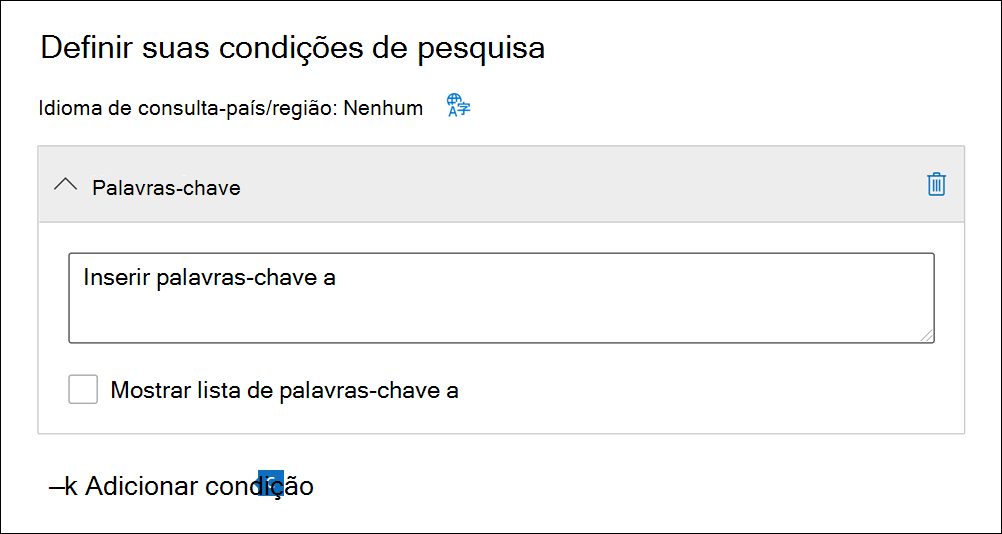 Definir suas condições de pesquisa
Idioma de consulta-país/região: Nenhum
Palavras-chave
Inserir palavras-chave a
Mostrar lista de palavras-chave a
—k Adicionar condição